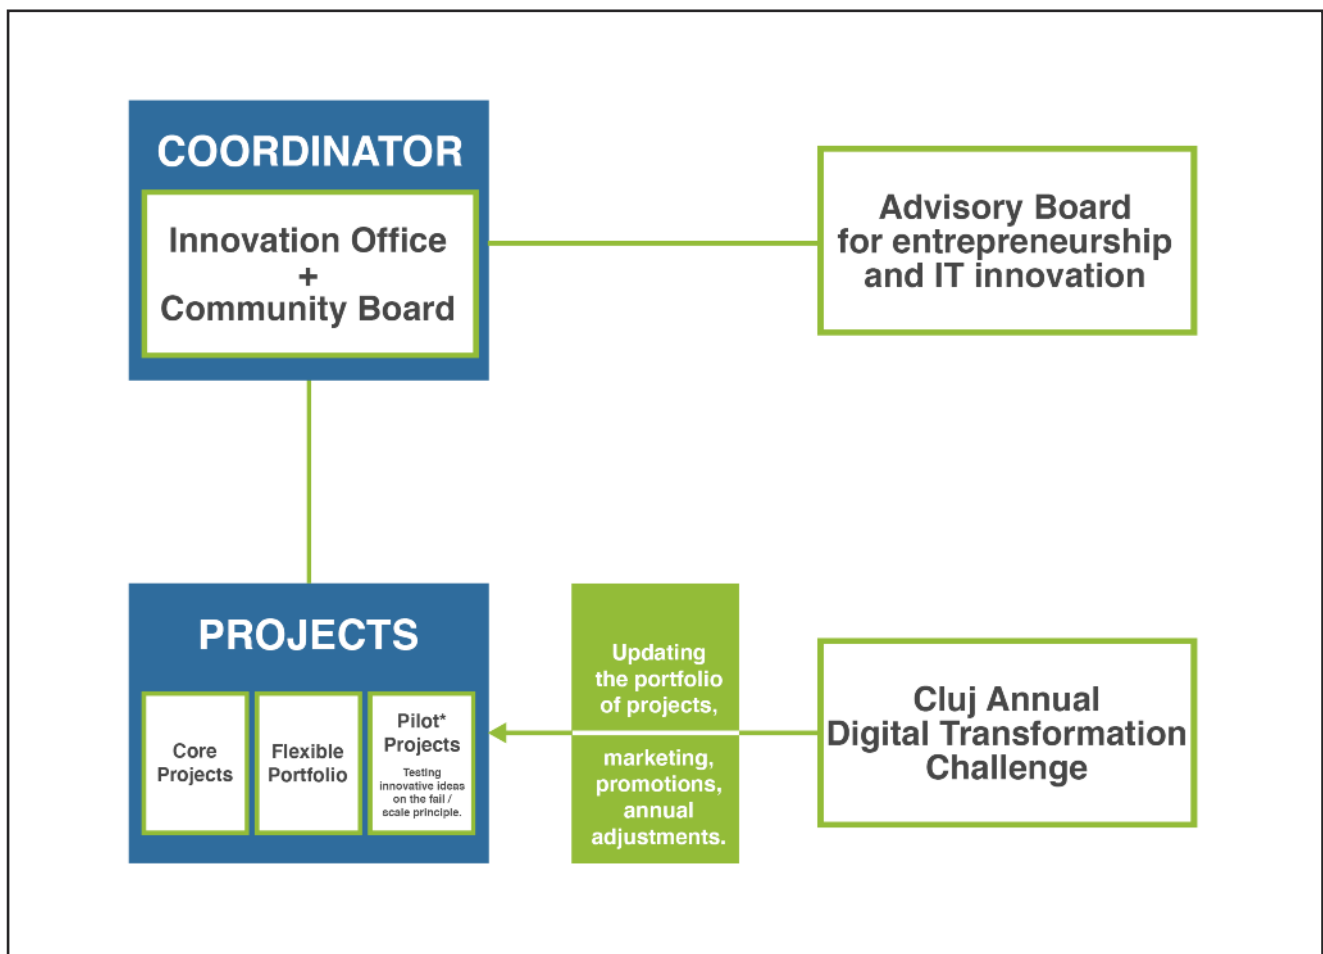 COORDINATOR
Innovation Office
+
Community Board
Advisory Board
for entrepreneurship
and IT innovation
PROJECTS
Core
Projects
Flexible
Portfolio
Pilot*
Projects
Testing
innovative ideas
on the fail /
scale principle.
Updating
the portfolio
of projects,
marketing,
promotions,
annual
adjustments.
Cluj Annual
Digital Transformation
Challenge